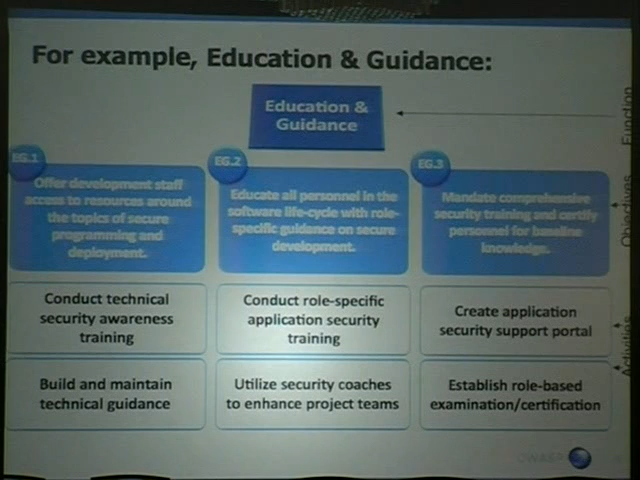 For example, Education & Guidance:
Education &
Guidance
Function
EG.1
EG.2
EG.3
Offer development staff
access to resources around
the topics of secure
programming and
deployment.
Educate all personnel in the
software life-cycle with role-
specific guidance on secure
development.
Mandate comprehensive
security training and certify
personnel for baseline
knowledge.
Objectives
Conduct technical
security awareness
training
Conduct role-specific
application security
training
Create application
security support portal
Activities
Build and maintain
technical guidance
Utilize security coaches
to enhance project teams
Establish role-based
examination/certification
OWASP